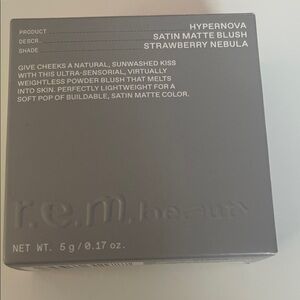 PRODUCT HYPERNOVA
DESCR. SATIN MATTE BLUSH
SHADE STRAWBERRY NEBULA
GIVE CHEEKS A NATURAL, SUNWASHED KISS
WITH THIS ULTRA-SENSORIAL, VIRTUALLY
WEIGHTLESS POWDER BLUSH THAT MELTS
INTO SKIN. PERFECTLY LIGHTWEIGHT FOR A
SOFT POP OF BUILDABLE, SATIN MATTE COLOR.
r.e.m.beauty
NET WT. 5 g / 0.17 oz.